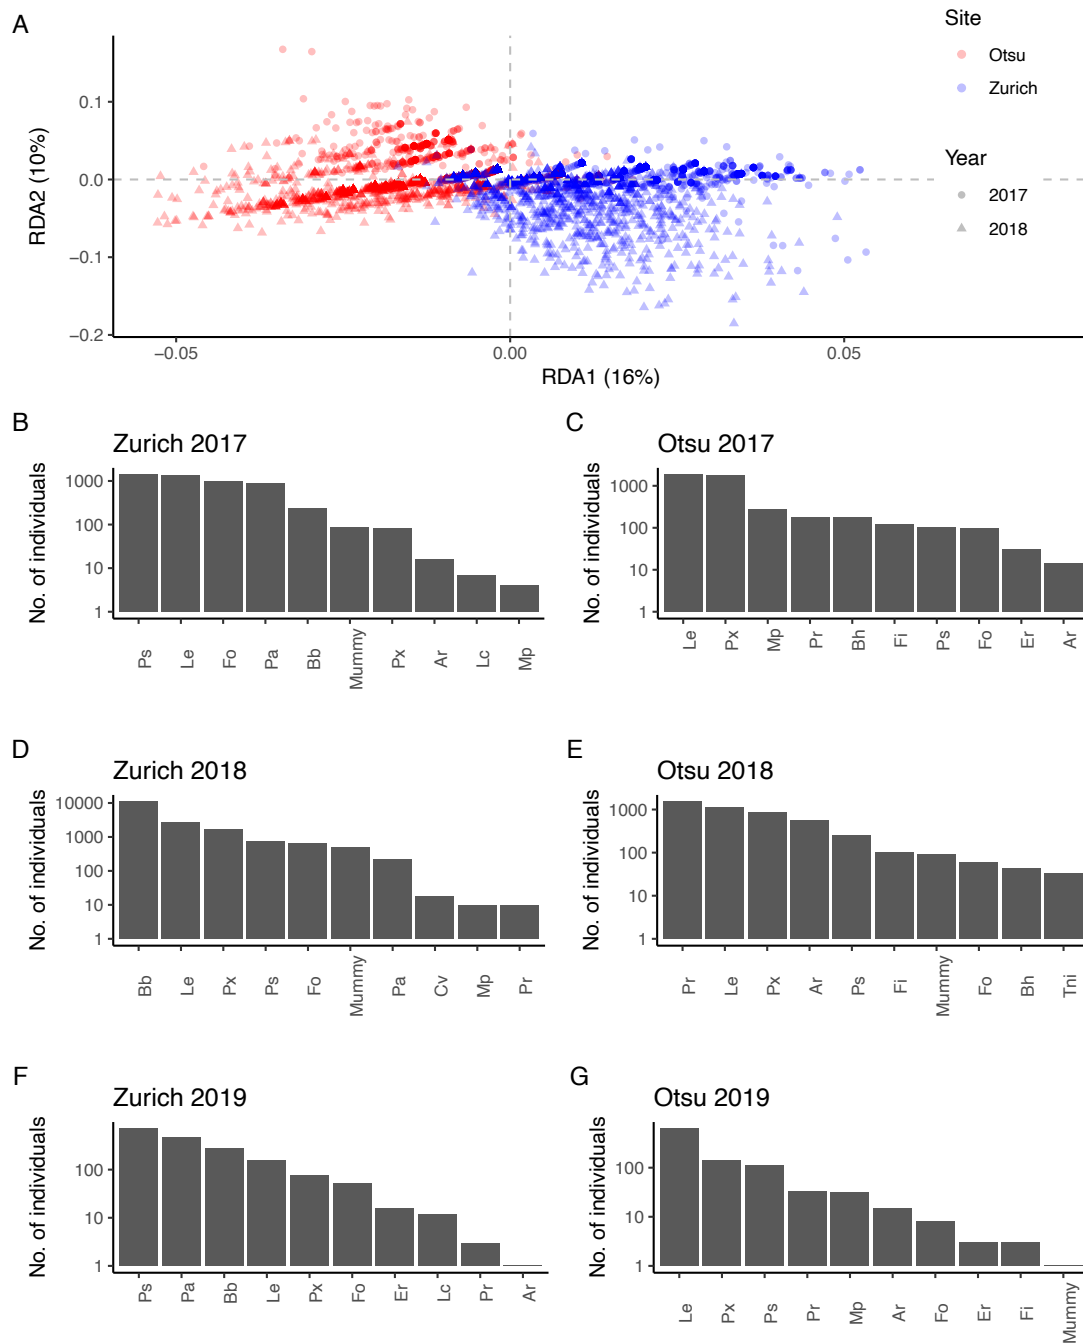 A
Site
Otsu
Zurich
Year
2017
2018
RDA2 (10%)
0.1
0.0
−0.1
−0.2
−0.05
0.00
0.05
RDA1 (16%)
B
Zurich 2017
No. of individuals
1000
100
10
1
Ps
Le
Fo
Pa
Bb
Mummy
Px
Ar
Lc
Mp
C
Otsu 2017
No. of individuals
1000
100
10
1
Le
Px
Mp
Pr
Bh
Fi
Ps
Fo
Er
Ar
D
Zurich 2018
No. of individuals
10000
1000
100
10
1
Bb
Le
Px
Ps
Fo
Mummy
Pa
Cv
Mp
Pr
E
Otsu 2018
No. of individuals
1000
100
10
1
Pr
Le
Px
Ar
Ps
Fi
Mummy
Fo
Bh
Tni
F
Zurich 2019
No. of individuals
100
10
1
Ps
Pa
Bb
Le
Px
Fo
Er
Lc
Pr
Ar
G
Otsu 2019
No. of individuals
100
10
1
Le
Px
Ps
Pr
Mp
Ar
Fo
Er
Fi
Mummy